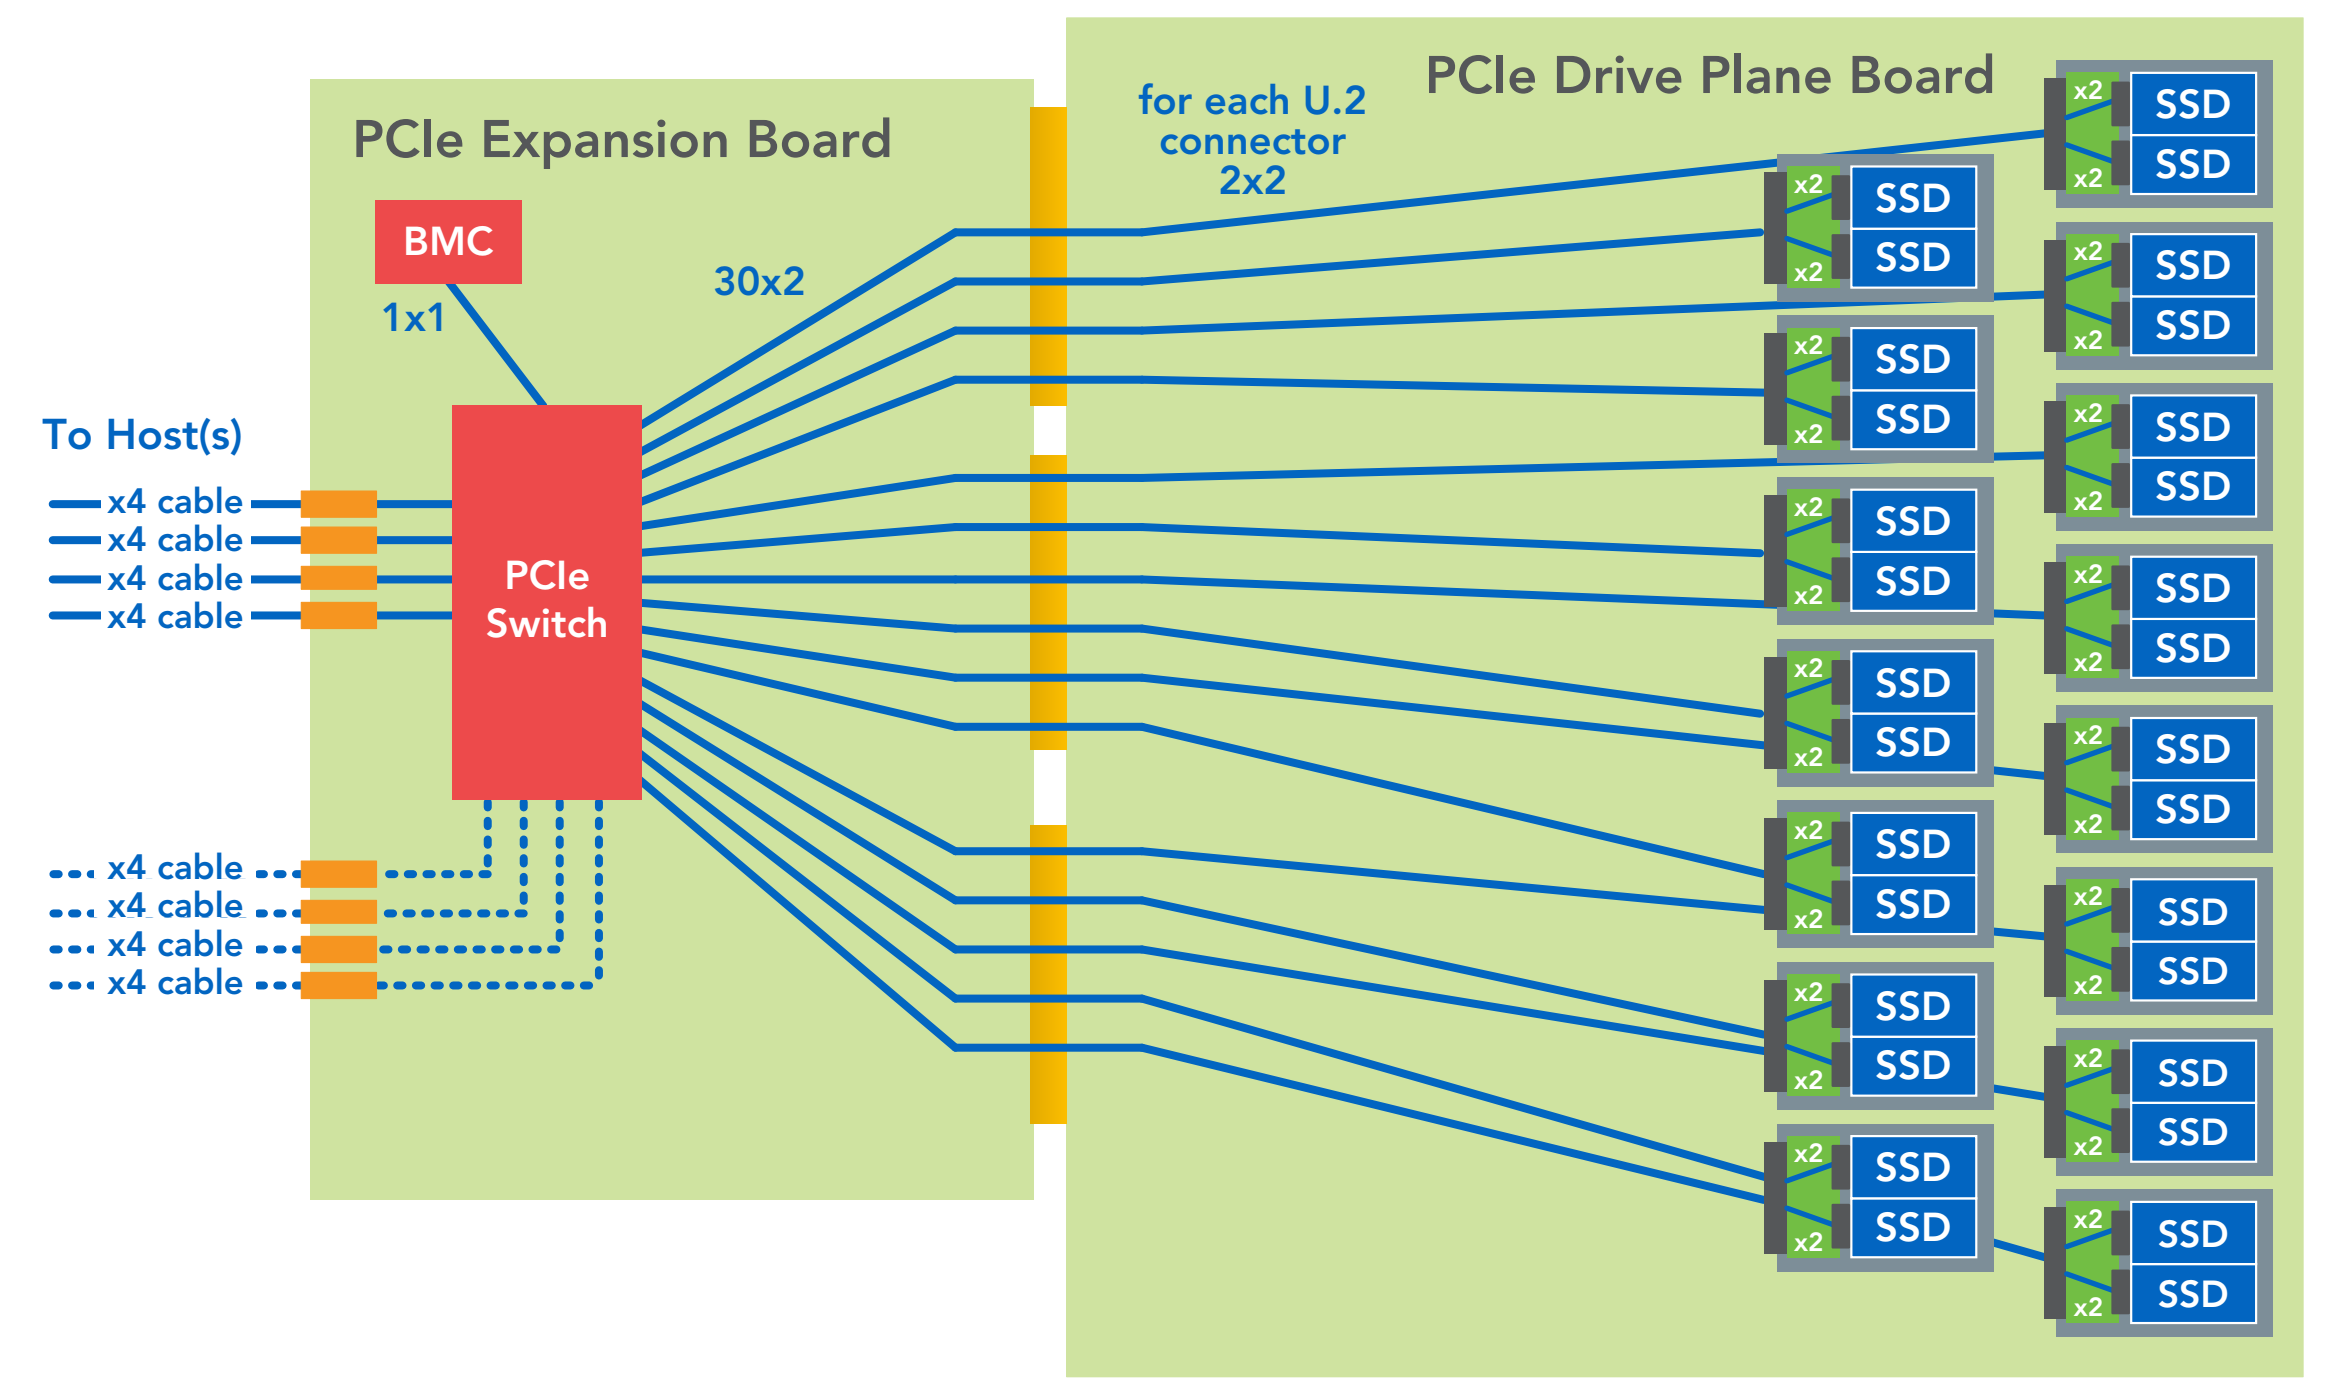 PCIe Expansion Board
BMC
1x1
30x2
To Host(s)
x4 cable
x4 cable
x4 cable
x4 cable
PCIe
Switch
x4 cable
x4 cable
x4 cable
x4 cable
for each U.2
connector
2x2
PCIe Drive Plane Board
x2
SSD
SSD
x2
x2
SSD
SSD
x2
x2
SSD
SSD
x2
x2
SSD
SSD
x2
x2
SSD
SSD
x2
x2
SSD
SSD
x2
x2
SSD
SSD
x2
x2
SSD
SSD
x2
x2
SSD
SSD
x2
x2
SSD
SSD
x2
x2
SSD
SSD
x2
x2
SSD
SSD
x2
x2
SSD
SSD
x2
x2
SSD
SSD
x2
x2
SSD
SSD
x2